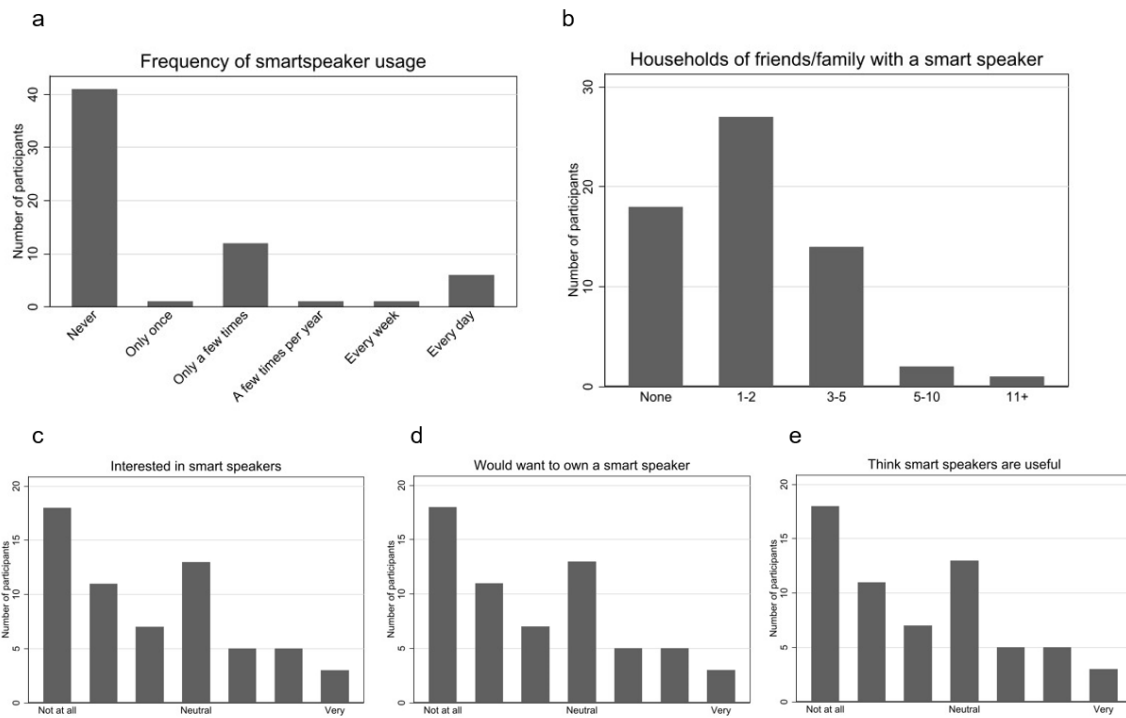 a
Frequency of smartspeaker usage
Number of participants
40
30
20
10
0
Never
Only once
Only a few times
A few times per year
Every week
Every day
b
Households of friends/family with a smart speaker
Number of participants
30
20
10
0
None
1-2
3-5
5-10
11+
c
Interested in smart speakers
Number of participants
20
15
10
5
0
Not at all
Neutral
Very
d
Would want to own a smart speaker
Number of participants
20
15
10
5
0
Not at all
Neutral
Very
e
Think smart speakers are useful
Number of participants
20
15
10
5
0
Not at all
Neutral
Very